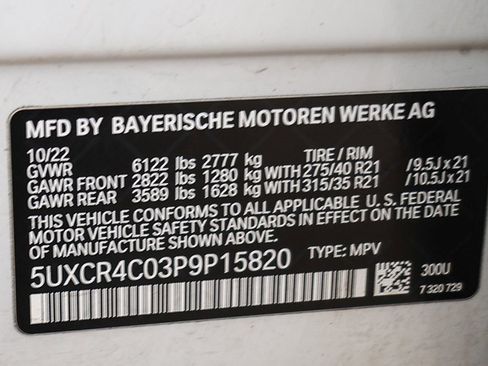 MFD BY BAYERISCHE MOTOREN WERKE AG
10/22 TIRE / RIM
GVWR 6122 lbs 2777 kg
GAWR FRONT 2822 lbs 1280 kg WITH 275/40 R21 /9.5J x 21
GAWR REAR 3589 lbs 1628 kg WITH 315/35 R21 /10.5J x 21
THIS VEHICLE CONFORMS TO ALL APPLICABLE U. S. FEDERAL
MOTOR VEHICLE SAFETY STANDARDS IN EFFECT ON THE DATE
OF MANUFACTURE SHOWN ABOVE.
5UXCR4C03P9P15820 TYPE: MPV
300U
7 320 729